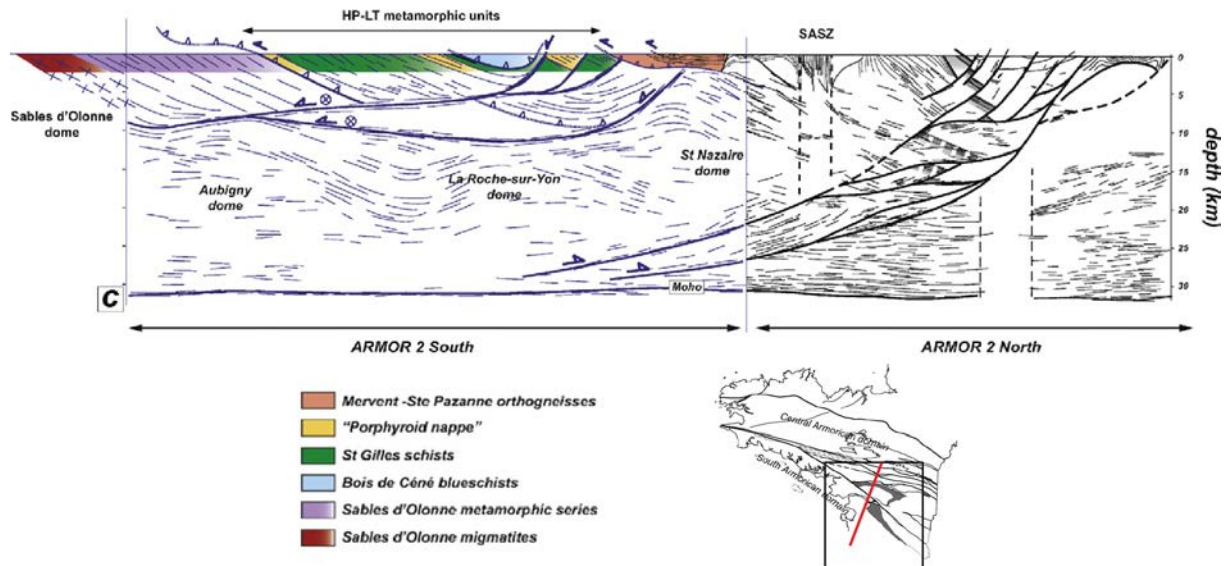 HP-LT metamorphic units
SASZ
0
5
10
15
20
25
30
depth (km)
Sables d'Olonne
dome
Aubigny
dome
La Roche-sur-Yon
dome
St Nazaire
dome
Moho
C
ARMOR 2 South
ARMOR 2 North
Mervent -Ste Pazanne orthogneisses
"Porphyroid nappe"
St Gilles schists
Bois de Céné blueschists
Sables d'Olonne metamorphic series
Sables d'Olonne migmatites
Central Armorican domain
South Armorican domain